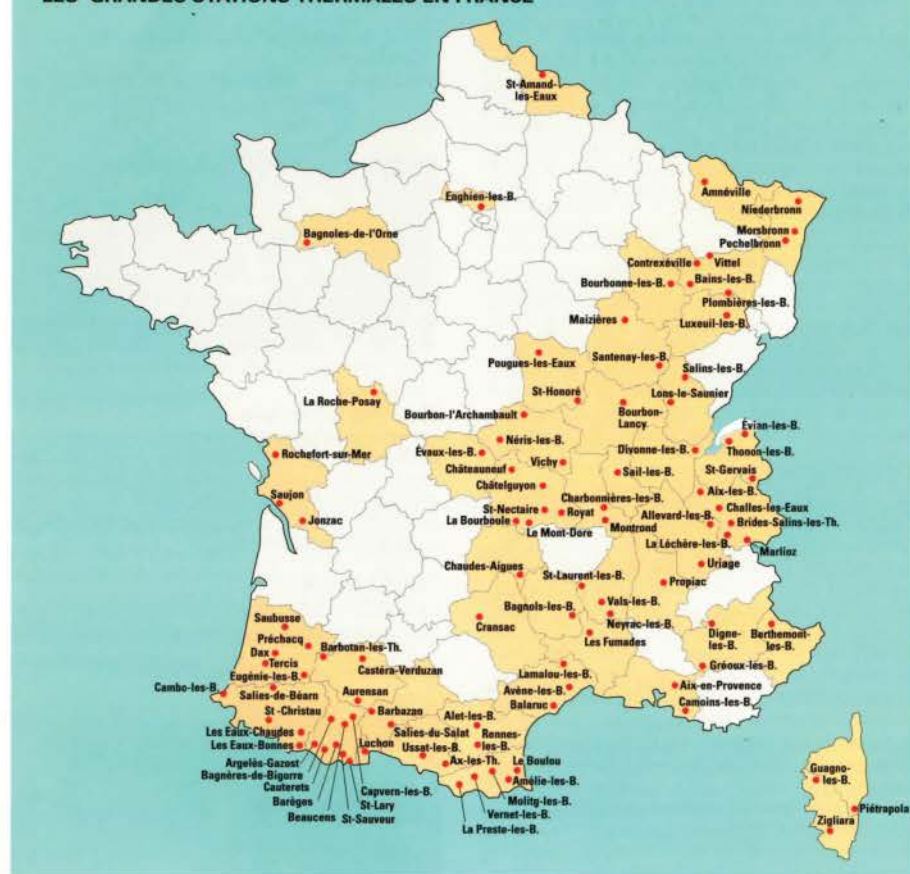 LES GRANDES STATIONS THERMALES EN FRANCE
St-Amand-
les-Eaux
Enghien-les-B.
Bagnoles-de-l'Orne
Amnéville
Niederbronn
Morsbronn
Pechelbronn
Contrexéville
Vittel
Bourbonne-les-B.
Bains-les-B.
Plombières-les-B.
Maizières
Luxeuil-les-B.
Pougues-les-Eaux
Santenay-les-B.
Salins-les-B.
La Roche-Posay
St-Honoré
Lons-le-Saunier
Bourbon-l'Archambault
Bourbon-
Lancy
Évian-les-B.
Rochefort-sur-Mer
Néris-les-B.
Divonne-les-B.
Thonon-les-B.
Évaux-les-B.
Vichy
Sail-les-B.
St-Gervais
Châteauneuf
Châtelguyon
Aix-les-B.
Saujon
Charbonnières-les-B.
Challes-les-Eaux
Jonzac
St-Nectaire
Royat
Allevard-les-B.
Brides-Salins-les-Th.
La Bourboule
Montrond
Le Mont-Dore
La Léchère-les-B.
Marlioz
Chaudes-Aigues
Uriage
St-Laurent-les-B.
Propiac
Bagnols-les-B.
Vals-les-B.
Cransac
Neyrac-les-B.
Saubusse
Les Fumades
Digne-
les-B.
Berthemont-
les-B.
Préchacq
Barbotan-les-Th.
Dax
Tercis
Castéra-Verduzan
Gréoux-les-B.
Eugénie-les-B.
Lamalou-les-B.
Cambo-les-B.
Salies-de-Béarn
Aurensan
Avène-les-B.
Aix-en-Provence
St-Christau
Barbazan
Balaruc
Camoins-les-B.
Alet-les-B.
Les Eaux-Chaudes
Salies-du-Salat
Rennes-
les-B.
Les Eaux-Bonnes
Luchon
Ussat-les-B.
Argelès-Gazost
Ax-les-Th.
Le Boulou
Bagnères-de-Bigorre
Capvern-les-B.
Amélie-les-B.
Cauterets
St-Lary
Molitg-les-B.
Barèges
Vernet-les-B.
Beaucens
St-Sauveur
La Preste-les-B.
Guagno-
les-B.
Piétrapola
Zigliara